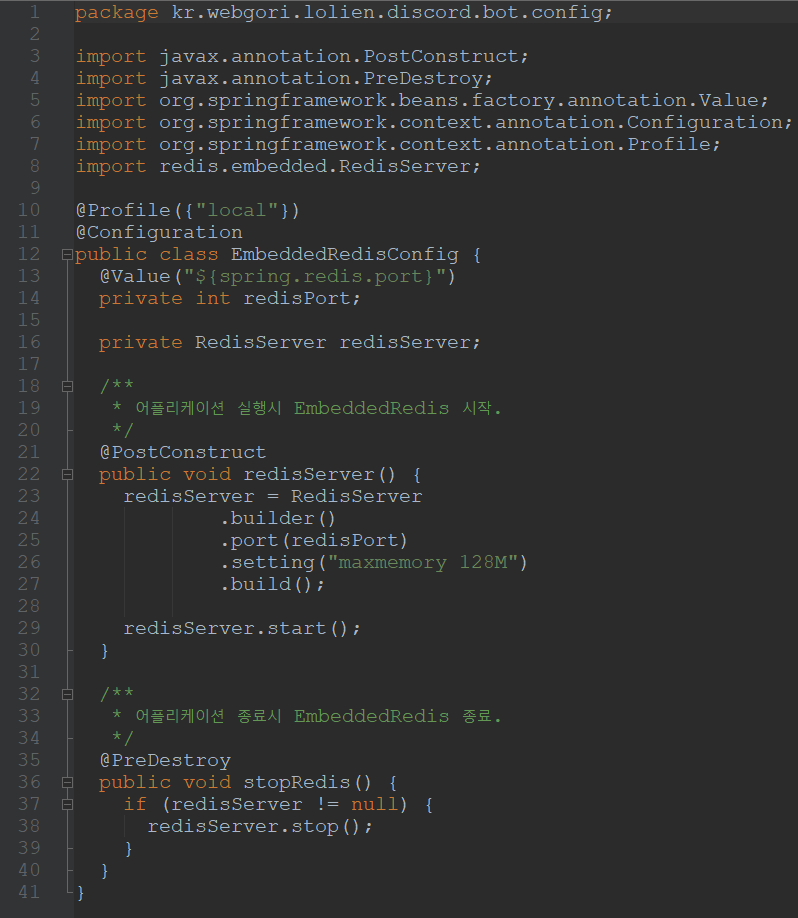 1 package kr.webgori.lolien.discord.bot.config;
2
3 import javax.annotation.PostConstruct;
4 import javax.annotation.PreDestroy;
5 import org.springframework.beans.factory.annotation.Value;
6 import org.springframework.context.annotation.Configuration;
7 import org.springframework.context.annotation.Profile;
8 import redis.embedded.RedisServer;
9
10 @Profile({"local"})
11 @Configuration
12 public class EmbeddedRedisConfig {
13   @Value("${spring.redis.port}")
14   private int redisPort;
15
16   private RedisServer redisServer;
17
18   /**
19    * 어플리케이션 실행시 EmbeddedRedis 시작.
20    */
21   @PostConstruct
22   public void redisServer() {
23     redisServer = RedisServer
24             .builder()
25             .port(redisPort)
26             .setting("maxmemory 128M")
27             .build();
28
29     redisServer.start();
30   }
31
32   /**
33    * 어플리케이션 종료시 EmbeddedRedis 종료.
34    */
35   @PreDestroy
36   public void stopRedis() {
37     if (redisServer != null) {
38       redisServer.stop();
39     }
40   }
41 }